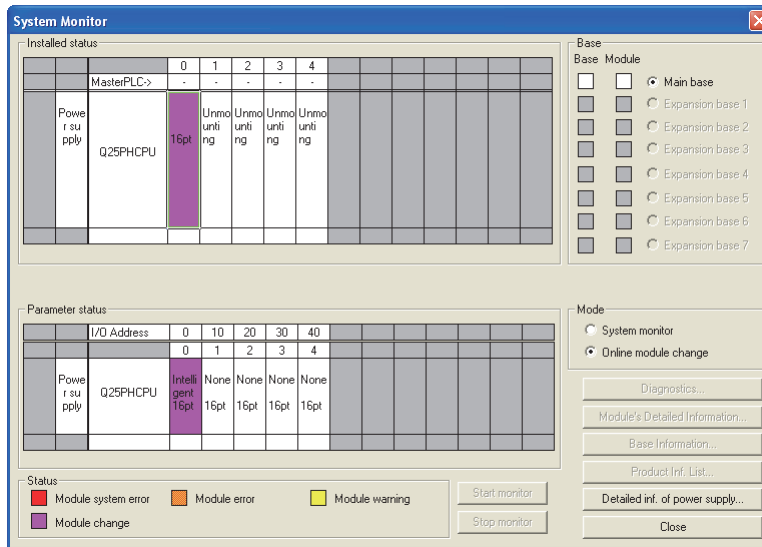 System Monitor
Installed status
0 1 2 3 4
MasterPLC-> - - - - -
Powe
r su
pply
Q25PHCPU
16pt
Unmo
unti
ng
Unmo
unti
ng
Unmo
unti
ng
Unmo
unti
ng
Base
Base Module
Main base
Expansion base 1
Expansion base 2
Expansion base 3
Expansion base 4
Expansion base 5
Expansion base 6
Expansion base 7
Parameter status
I/O Address 0 10 20 30 40
0 1 2 3 4
Powe
r su
pply
Q25PHCPU
Intelli
gent
16pt
None
16pt
None
16pt
None
16pt
None
16pt
Mode
System monitor
Online module change
Diagnostics...
Module's Detailed Information...
Base Information...
Product Inf. List...
Detailed inf. of power supply...
Close
Status
Module system error
Module error
Module warning
Module change
Start monitor
Stop monitor